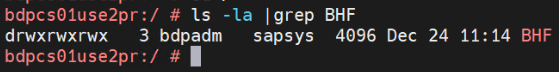 bdpcs01use2pr:/ # ls -la |grep BHF
drwxrwxrwx   3 bdpadm   sapsys  4096 Dec 24 11:14 BHF
bdpcs01use2pr:/ #